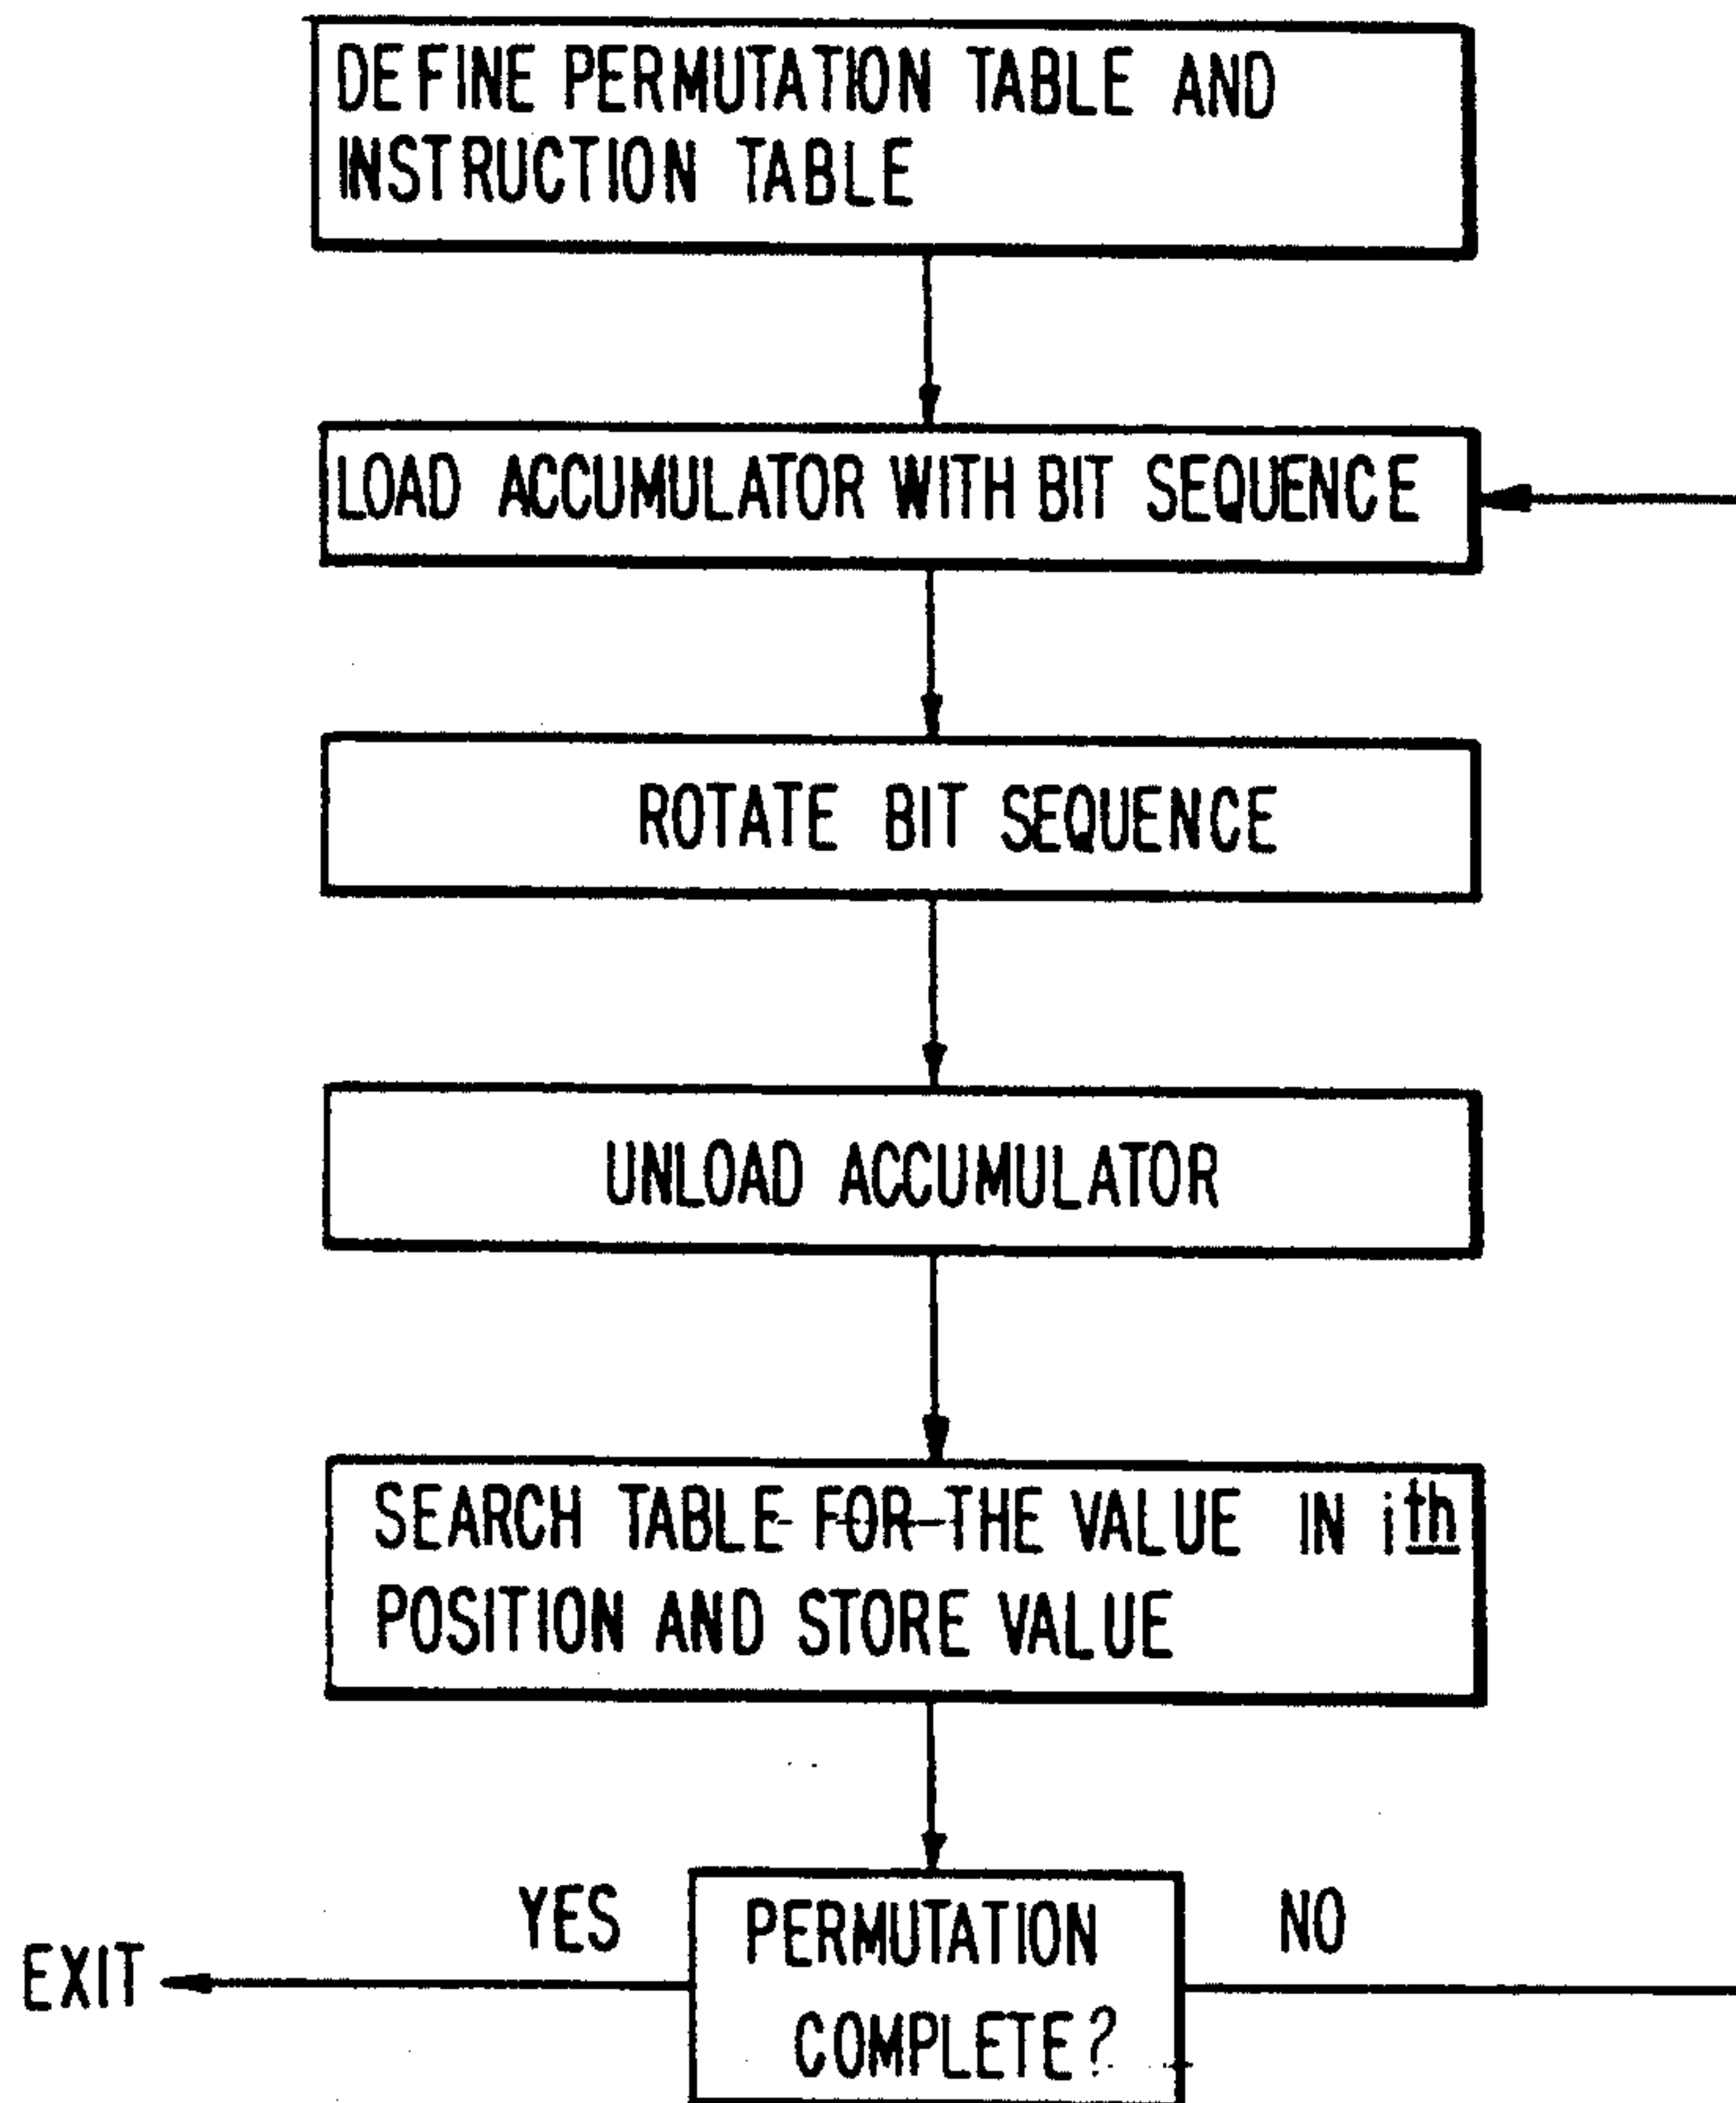 DEFINE PERMUTATION TABLE AND
INSTRUCTION TABLE
LOAD ACCUMULATOR WITH BIT SEQUENCE
ROTATE BIT SEQUENCE
UNLOAD ACCUMULATOR
SEARCH TABLE FOR THE VALUE IN ith
POSITION AND STORE VALUE
YES
PERMUTATION
NO
EXIT
COMPLETE?